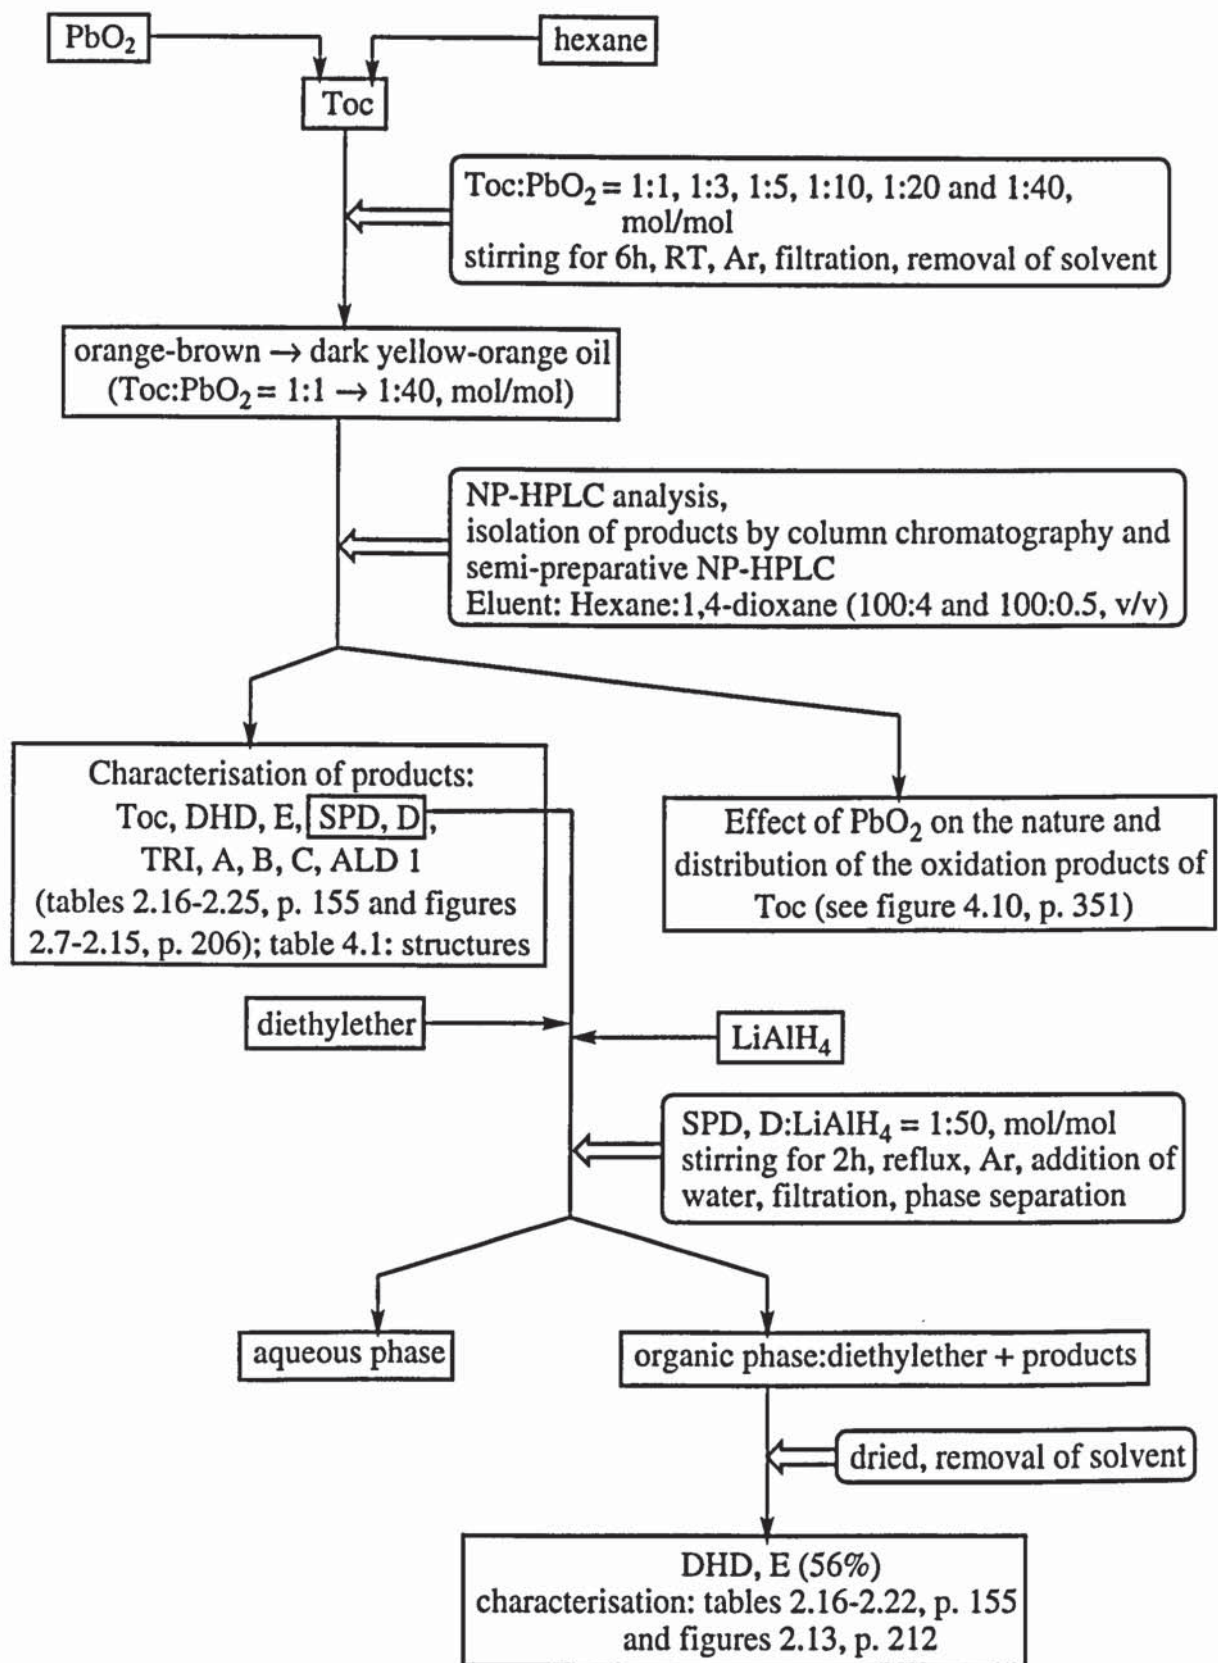 PbO₂
hexane
Toc
Toc:PbO₂ = 1:1, 1:3, 1:5, 1:10, 1:20 and 1:40,
mol/mol
stirring for 6h, RT, Ar, filtration, removal of solvent
orange-brown → dark yellow-orange oil
(Toc:PbO₂ = 1:1 → 1:40, mol/mol)
NP-HPLC analysis,
isolation of products by column chromatography and
semi-preparative NP-HPLC
Eluent: Hexane:1,4-dioxane (100:4 and 100:0.5, v/v)
Characterisation of products:
Toc, DHD, E, SPD, D,
TRI, A, B, C, ALD 1
(tables 2.16-2.25, p. 155 and figures
2.7-2.15, p. 206); table 4.1: structures
Effect of PbO₂ on the nature and
distribution of the oxidation products of
Toc (see figure 4.10, p. 351)
diethylether
LiAlH₄
SPD, D:LiAlH₄ = 1:50, mol/mol
stirring for 2h, reflux, Ar, addition of
water, filtration, phase separation
aqueous phase
organic phase:diethylether + products
dried, removal of solvent
DHD, E (56%)
characterisation: tables 2.16-2.22, p. 155
and figures 2.13, p. 212